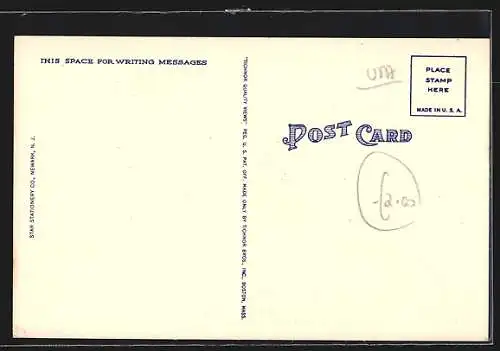 THIS SPACE FOR WRITING MESSAGES
STAR STATIONERY CO., NEWARK, N. J.
"TICHNOR QUALITY VIEWS" REG. U. S. PAT. OFF. MADE ONLY BY TICHNOR BROS., INC., BOSTON, MASS.
POST CARD
PLACE
STAMP
HERE
MADE IN U. S. A.
2.00